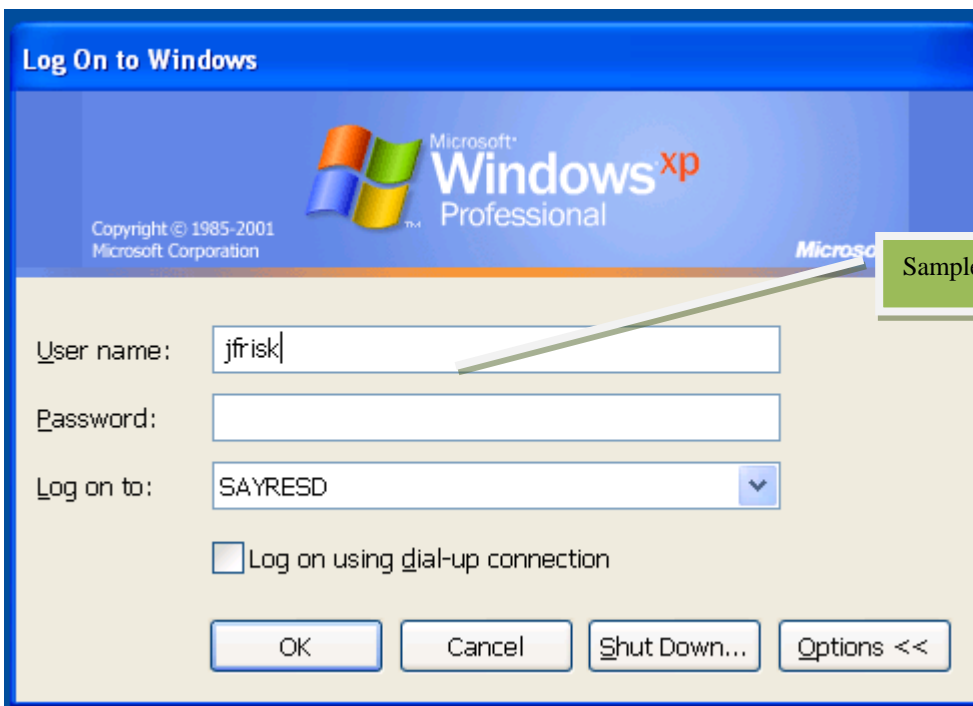 Log On to Windows
Microsoft
Windows xp
Professional
TM
Copyright © 1985-2001
Microsoft Corporation
User name: jfrisk
Password:
Log on to: SAYRESD
Log on using dial-up connection
OK Cancel Shut Down... Options <<